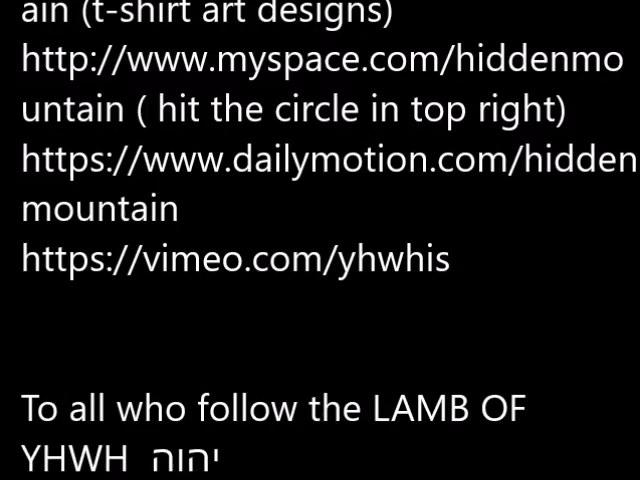 ain (t-shirt art designs)
http://www.myspace.com/hiddenmo
untain ( hit the circle in top right)
https://www.dailymotion.com/hidden
mountain
https://vimeo.com/yhwhis
To all who follow the LAMB OF
YHWH יהוה